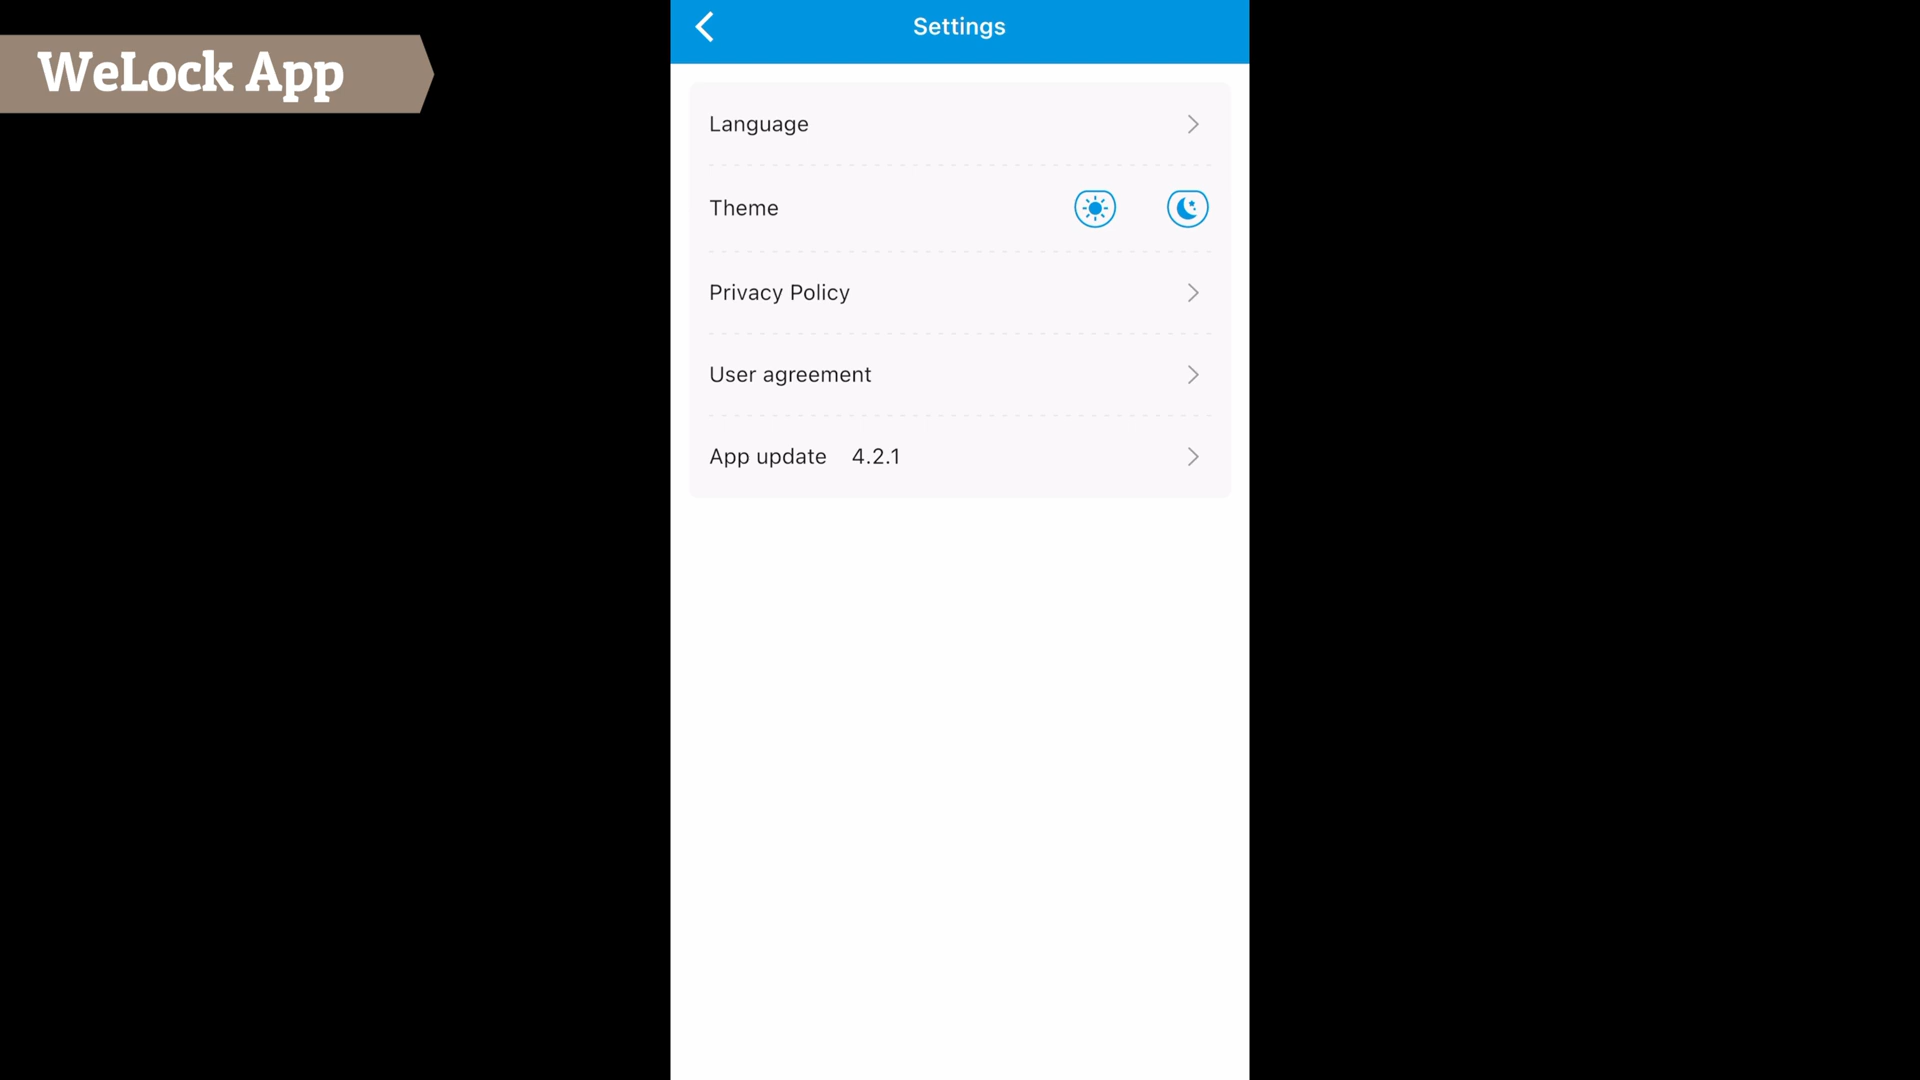 WeLock App
Settings
Language
Theme
Privacy Policy
User agreement
App update 4.2.1